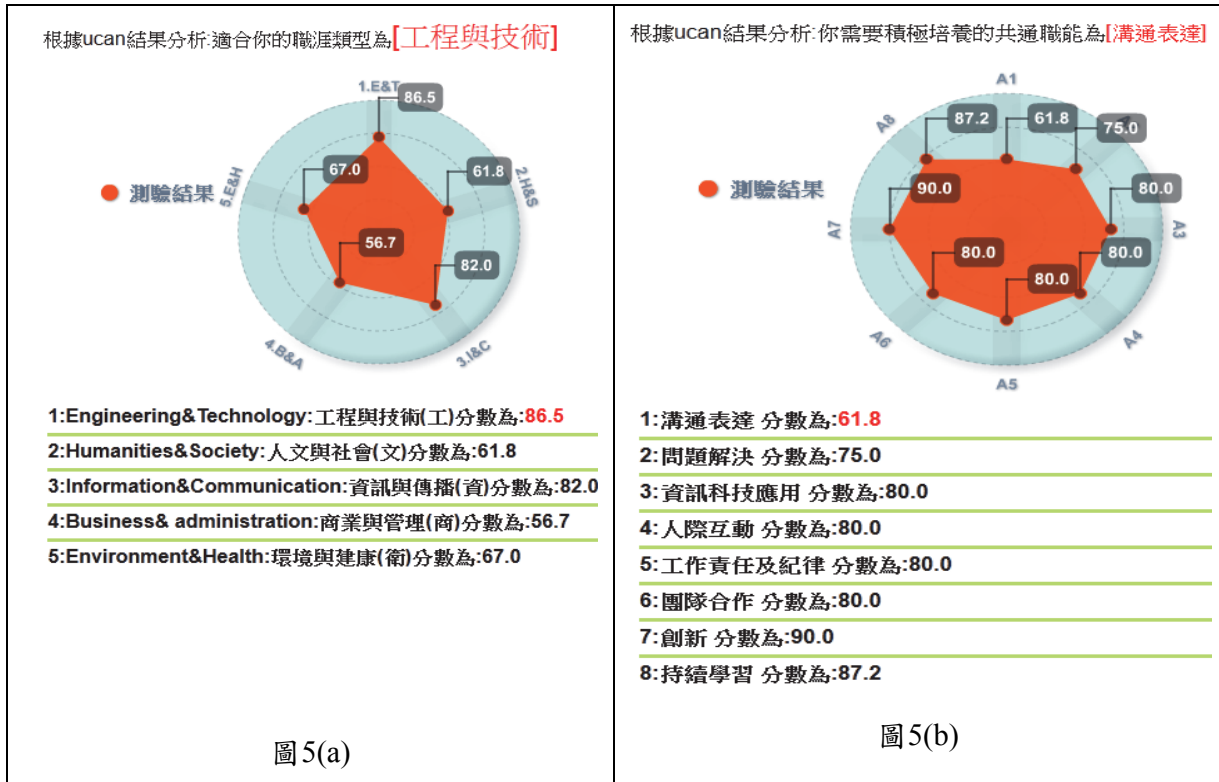 根據ucan結果分析:適合你的職涯類型為[工程與技術]
1.E&T
86.5
67.0
61.8
5.E&H
2.H&S
測驗結果
56.7
82.0
4.B&A
3.I&C
1:Engineering&Technology:工程與技術(工)分數為:86.5
2:Humanities&Society:人文與社會(文)分數為:61.8
3:Information&Communication:資訊與傳播(資)分數為:82.0
4:Business& administration:商業與管理(商)分數為:56.7
5:Environment&Health:環境與建康(衛)分數為:67.0
圖5(a)
根據ucan結果分析:你需要積極培養的共通職能為[溝通表達]
A1
A8
87.2
61.8
75.0
測驗結果
90.0
80.0
A7
A3
80.0
80.0
80.0
A6
A4
A5
1:溝通表達 分數為:61.8
2:問題解決 分數為:75.0
3:資訊科技應用 分數為:80.0
4:人際互動 分數為:80.0
5:工作責任及紀律 分數為:80.0
6:團隊合作 分數為:80.0
7:創新 分數為:90.0
8:持續學習 分數為:87.2
圖5(b)